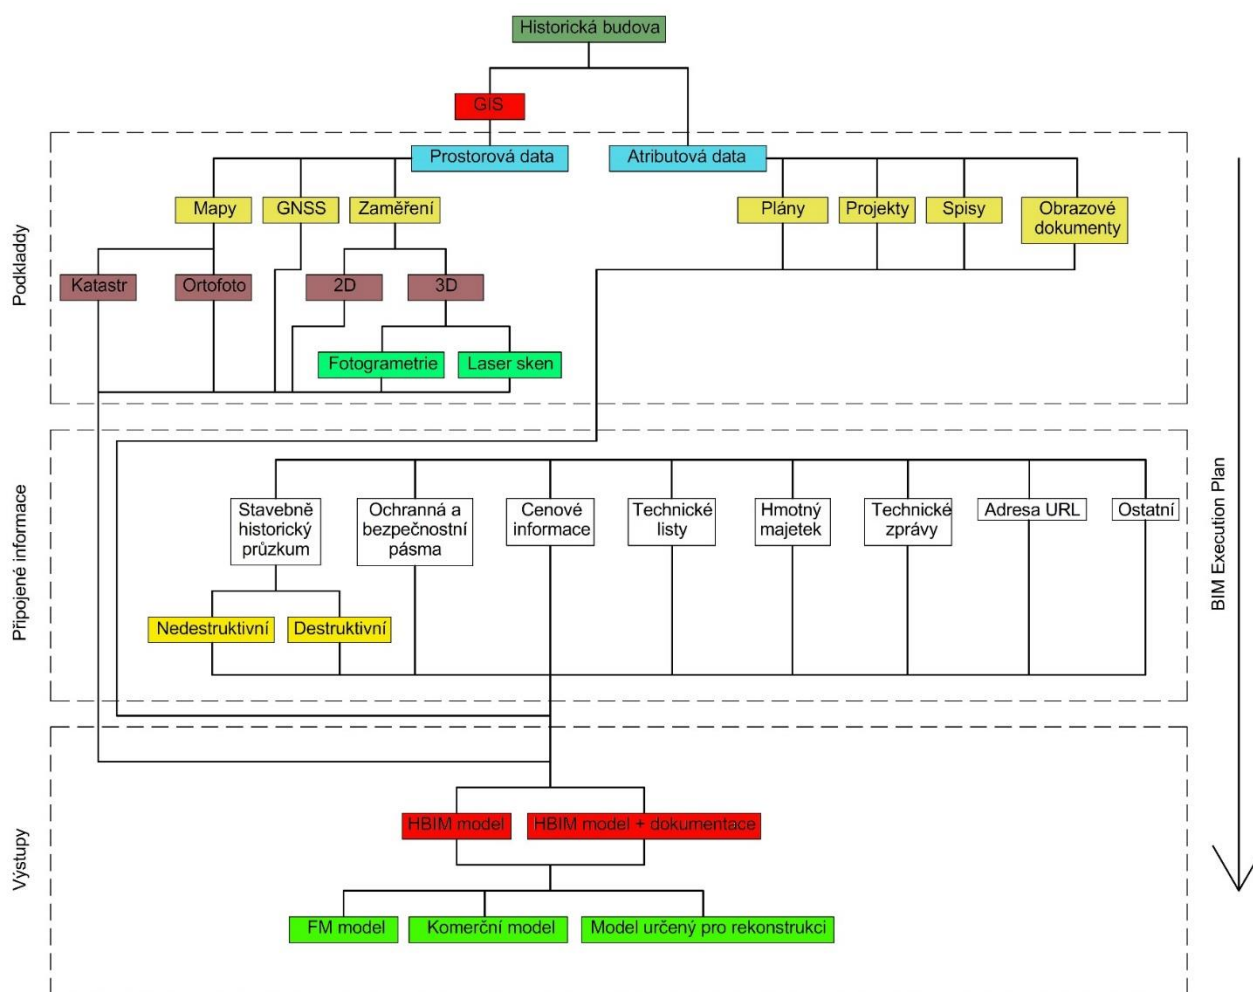 Historická budova
GIS
Prostorová data
Atributová data
Mapy
GNSS
Zaměření
Plány
Projekty
Spisy
Obrazové
dokumenty
Katastr
Ortofoto
2D
3D
Fotogrametrie
Laser sken
Podkladdy
Stavebně
historický
průzkum
Ochranná a
bezpečnostní
pásma
Cenové
informace
Technické
listy
Hmotný
majetek
Technické
zprávy
Adresa URL
Ostatní
Nedestruktivní
Destruktivní
Připojené informace
BIM Execution Plan
HBIM model
HBIM model + dokumentace
Výstupy
FM model
Komerční model
Model určený pro rekonstrukci